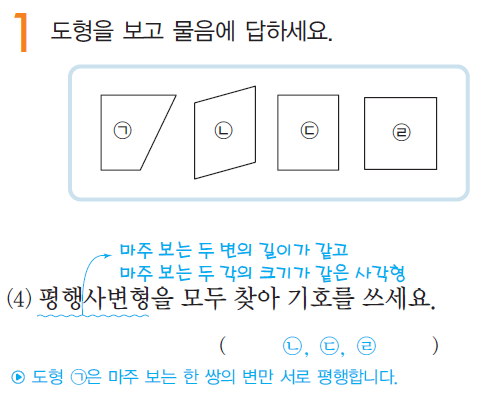 1 도형을 보고 물음에 답하세요.
㉠ ㉡ ㉢ ㉣
마주 보는 두 변의 길이가 같고
마주 보는 두 각의 크기가 같은 사각형
(4) 평행사변형을 모두 찾아 기호를 쓰세요.
( ㉡, ㉢, ㉣ )
도형 ㉠은 마주 보는 한 쌍의 변만 서로 평행합니다.